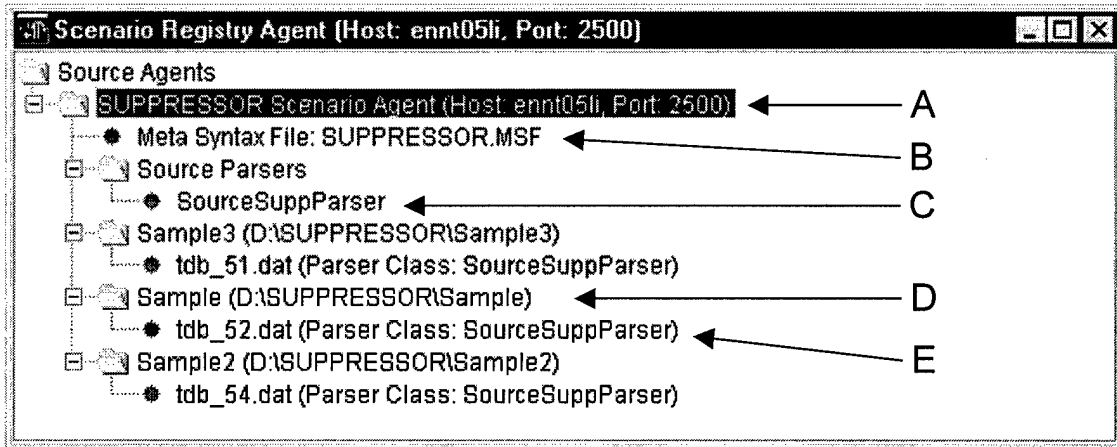 Scenario Registry Agent (Host: ennt05li, Port: 2500)
Source Agents
SUPPRESSOR Scenario Agent (Host: ennt05li, Port: 2500) A
Meta Syntax File: SUPPRESSOR.MSF B
Source Parsers
SourceSuppParser C
Sample3 (D:\SUPPRESSOR\Sample3)
tdb_51.dat (Parser Class: SourceSuppParser)
Sample (D:\SUPPRESSOR\Sample) D
tdb_52.dat (Parser Class: SourceSuppParser) E
Sample2 (D:\SUPPRESSOR\Sample2)
tdb_54.dat (Parser Class: SourceSuppParser)